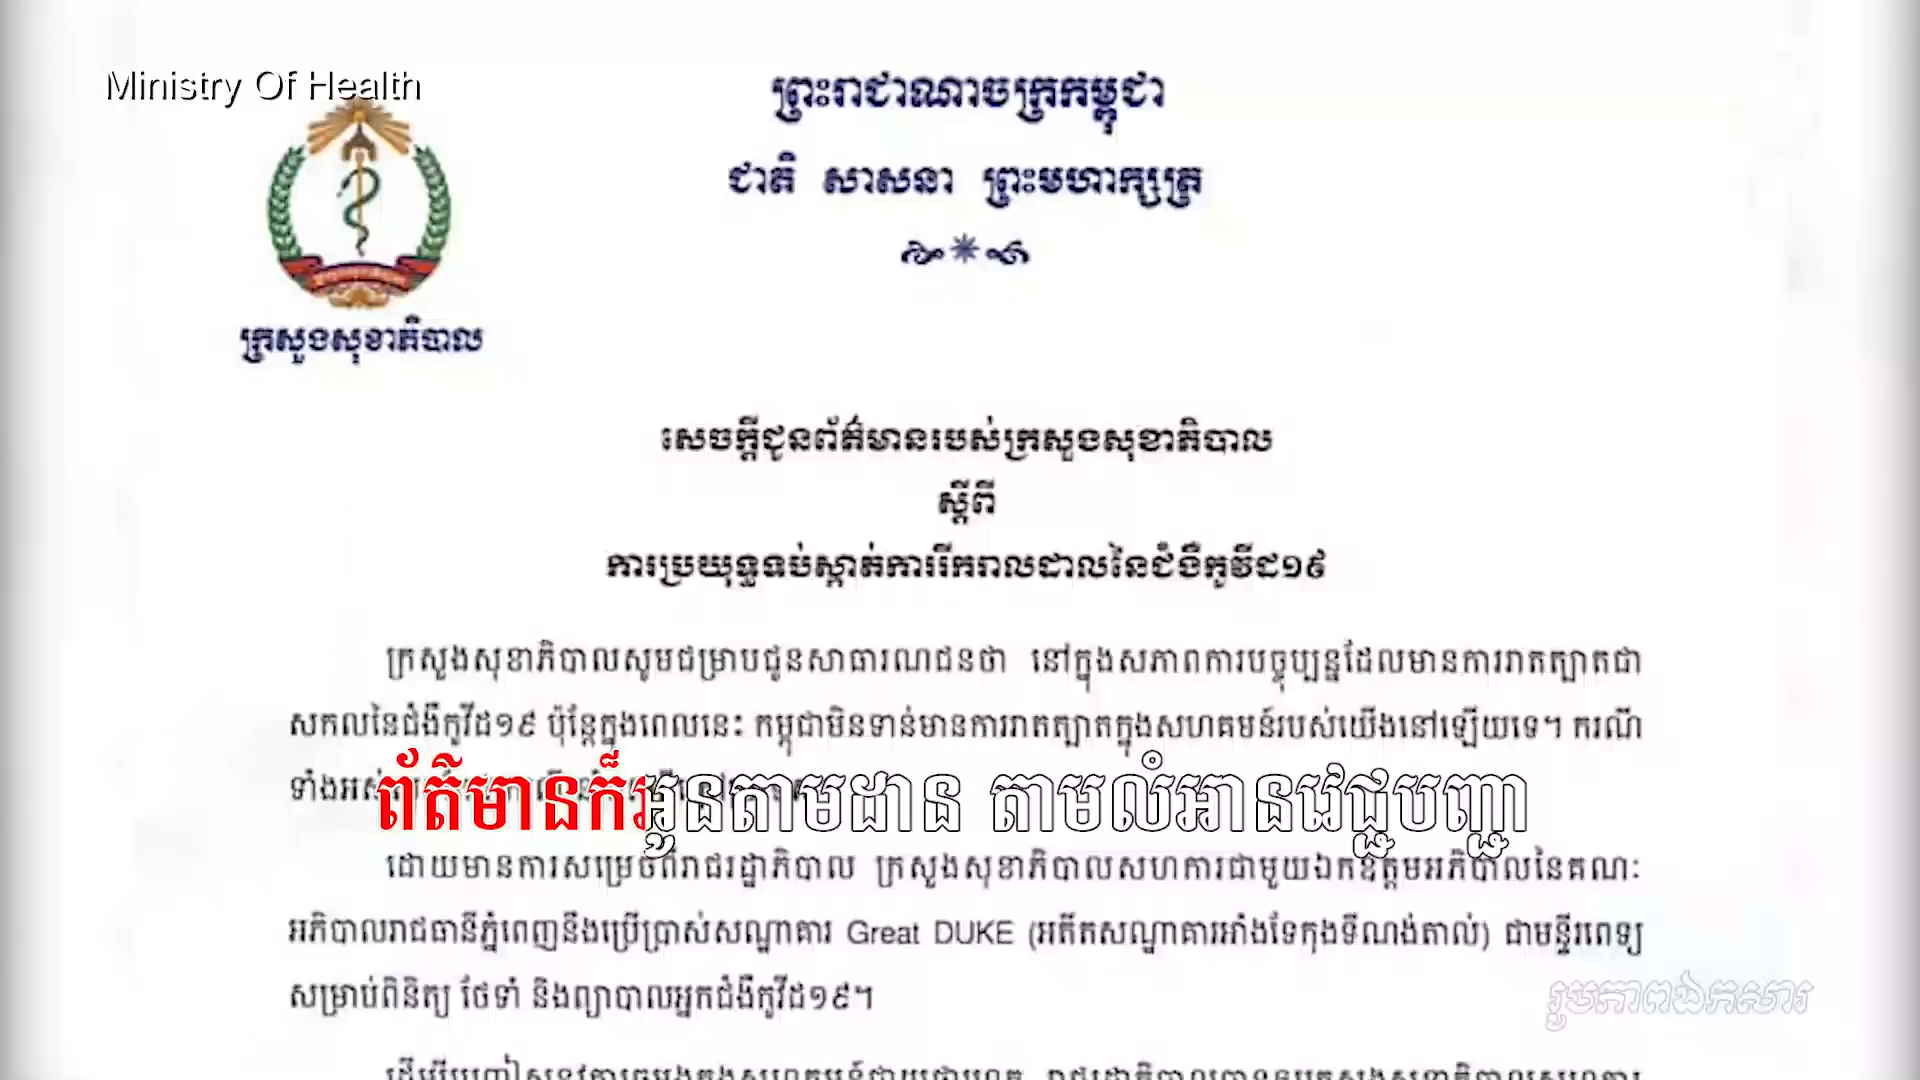 Ministry Of Health
ព្រះរាជាណាចក្រកម្ពុជា
ជាតិ សាសនា ព្រះមហាក្សត្រ
ក្រសួងសុខាភិបាល
សេចក្តីជូនព័ត៌មានរបស់ក្រសួងសុខាភិបាល
ស្តីពី
ការប្រយុទ្ធទប់ស្កាត់ការរីករាលដាលនៃជំងឺកូវីដ១៩
ក្រសួងសុខាភិបាលសូមជម្រាបជូនសាធារណជនថា នៅក្នុងសភាពការបច្ចុប្បន្នដែលមានការរាតត្បាតជា
សកលនៃជំងឺកូវីដ១៩ ប៉ុន្តែក្នុងពេលនេះ កម្ពុជាមិនទាន់មានការរាតត្បាតក្នុងសហគមន៍របស់យើងនៅឡើយទេ។ ករណី
ទាំងអស់
ព័ត៌មានក៏អូនតាមដាន តាមលំអានវេជ្ជបញ្ជា
ដោយមានការសម្រេចពីរាជរដ្ឋាភិបាល ក្រសួងសុខាភិបាលសហការជាមួយឯកឧត្តមអភិបាលនៃគណៈ
អភិបាលរាជធានីភ្នំពេញនឹងប្រើប្រាស់សណ្ឋាគារ Great DUKE (អតីតសណ្ឋាគារអាំងទែកុងទីណង់តាល់) ជាមន្ទីរពេទ្យ
សម្រាប់ពិនិត្យ ថែទាំ និងព្យាបាលអ្នកជំងឺកូវីដ១៩។
រូបភាពឯកសារ